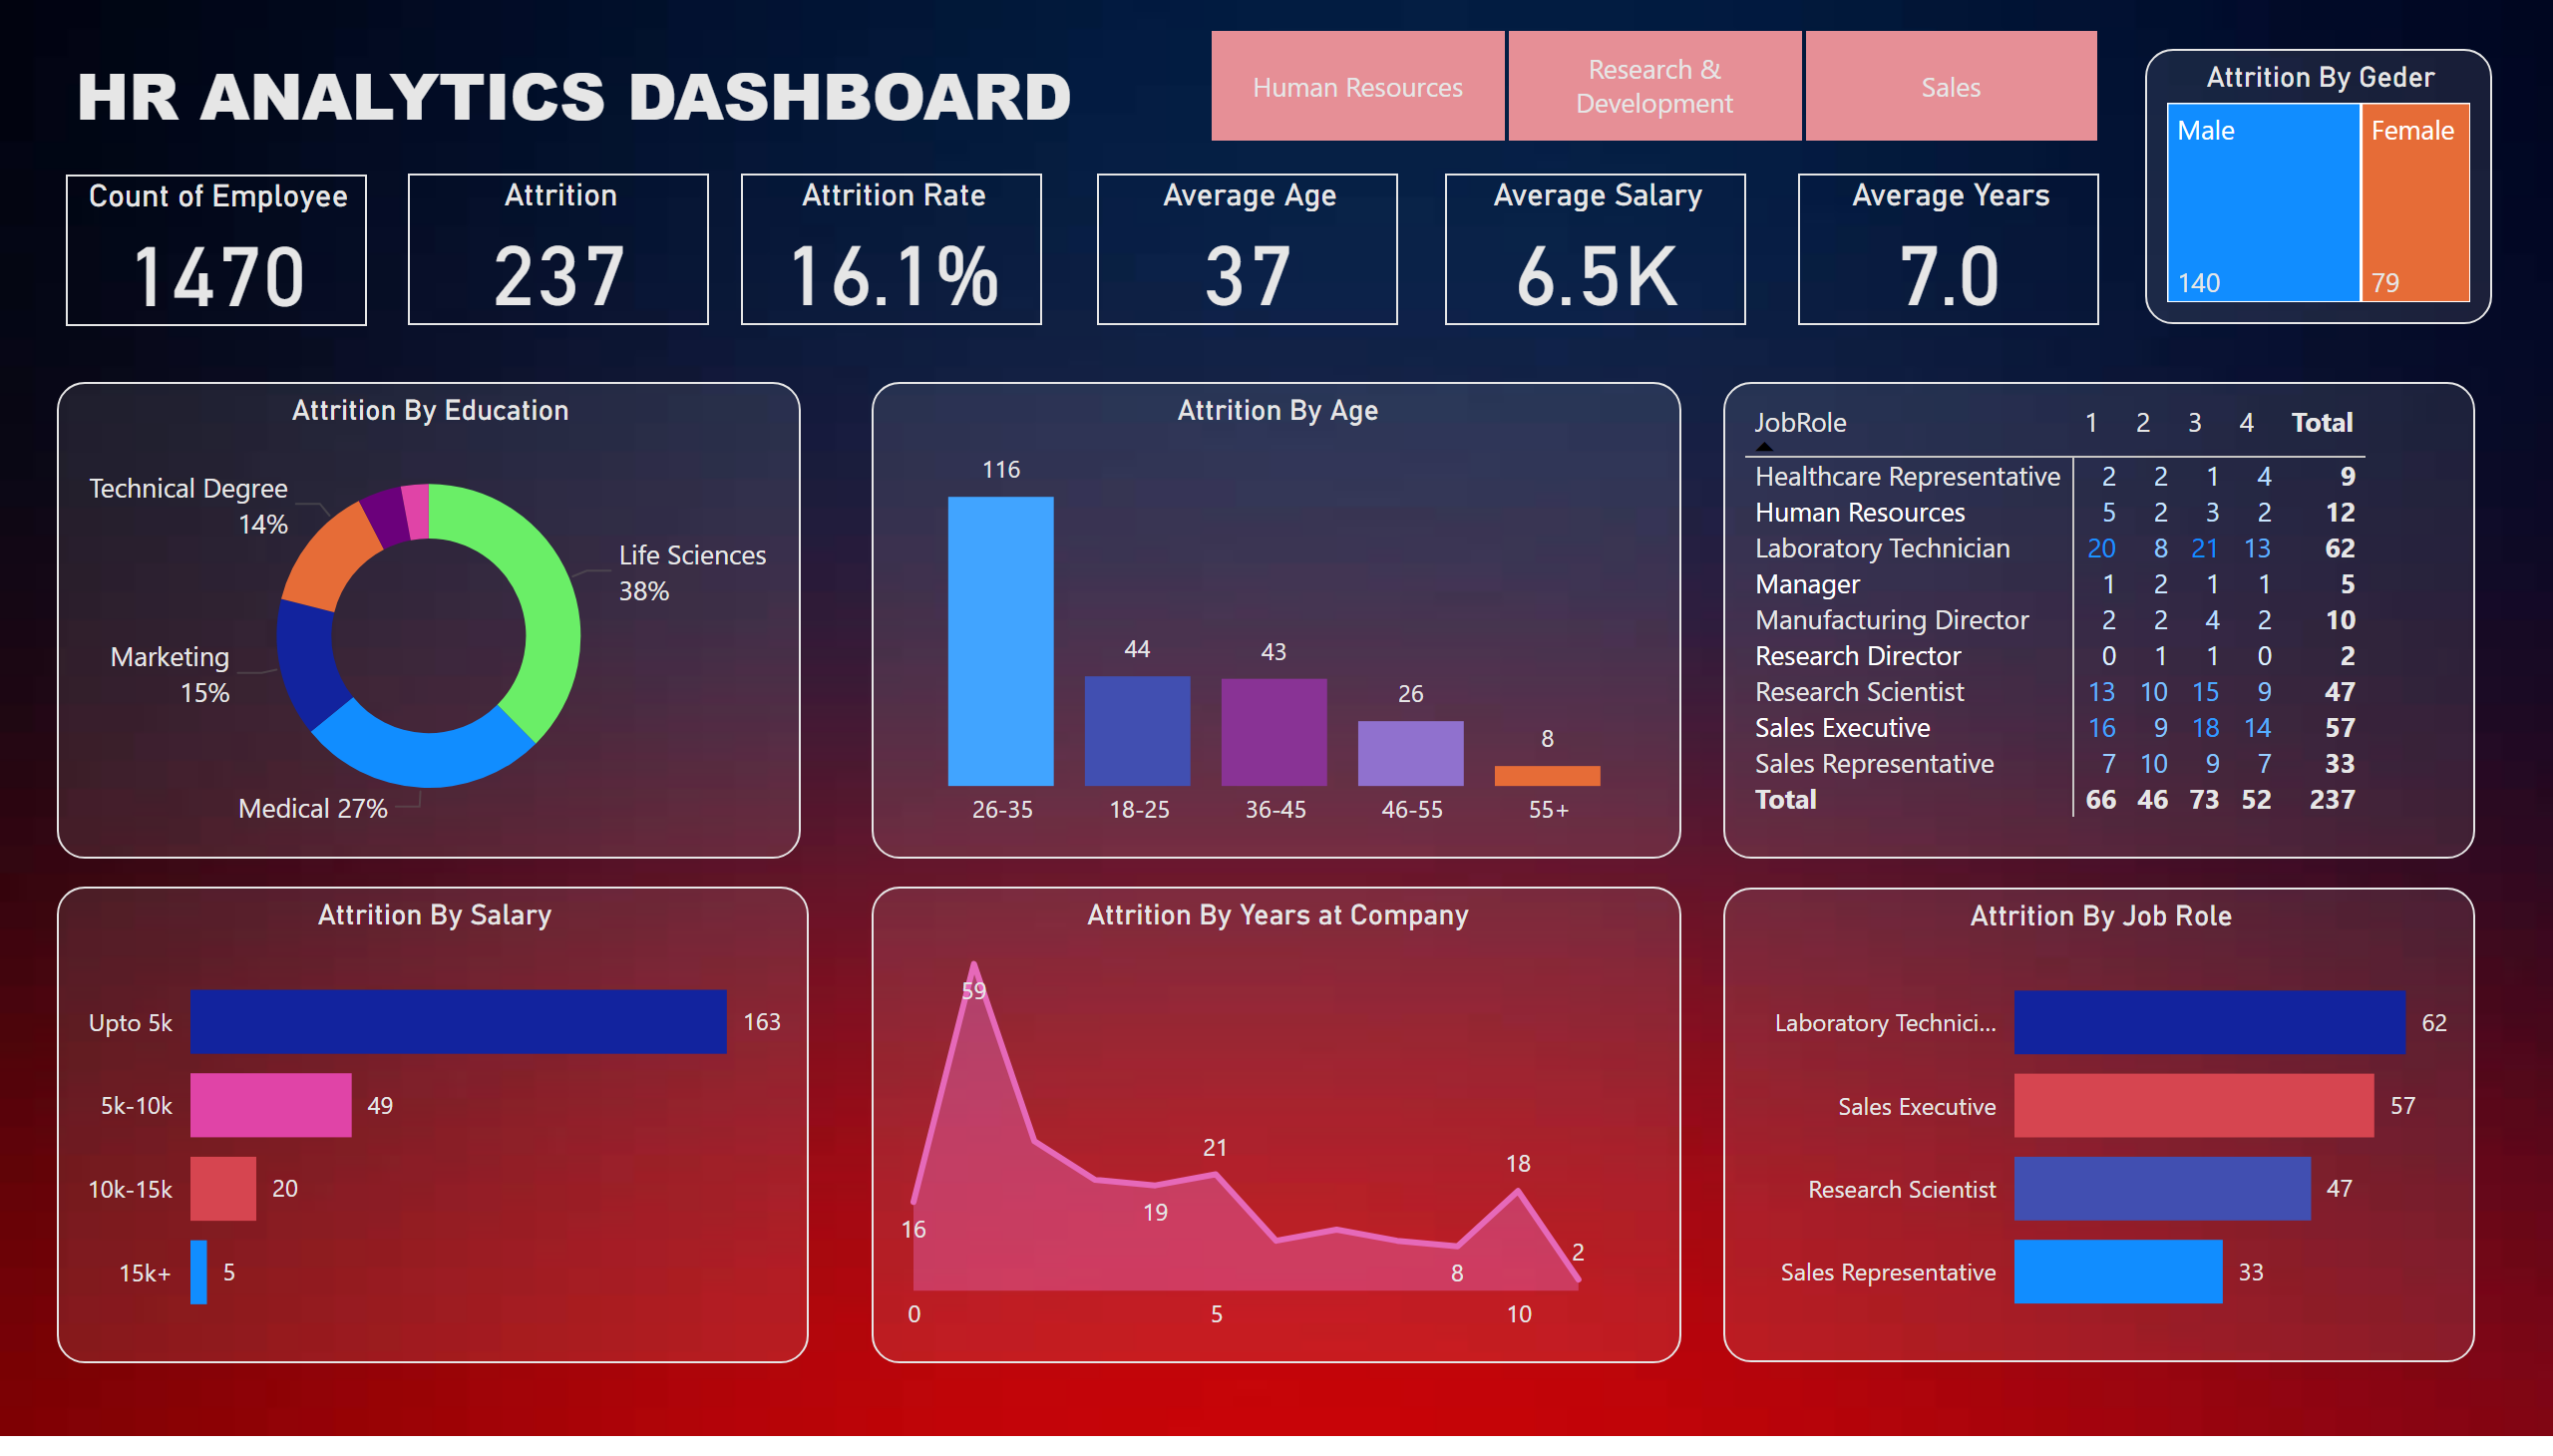 HR ANALYTICS DASHBOARD
Human Resources
Research &
Development
Sales
Attrition By Geder
Male
Female
140
79
Count of Employee
1470
Attrition
237
Attrition Rate
16.1%
Average Age
37
Average Salary
6.5K
Average Years
7.0
Attrition By Education
Technical Degree
14%
Life Sciences
38%
Marketing
15%
Medical 27%
Attrition By Age
116
44
43
26
8
26-35 18-25 36-45 46-55 55+
JobRole 1 2 3 4 Total
Healthcare Representative 2 2 1 4 9
Human Resources 5 2 3 2 12
Laboratory Technician 20 8 21 13 62
Manager 1 2 1 1 5
Manufacturing Director 2 2 4 2 10
Research Director 0 1 1 0 2
Research Scientist 13 10 15 9 47
Sales Executive 16 9 18 14 57
Sales Representative 7 10 9 7 33
Total 66 46 73 52 237
Attrition By Salary
Upto 5k 163
5k-10k 49
10k-15k 20
15k+ 5
Attrition By Years at Company
59
21
18
19
16
2
8
0 5 10
Attrition By Job Role
Laboratory Technici... 62
Sales Executive 57
Research Scientist 47
Sales Representative 33